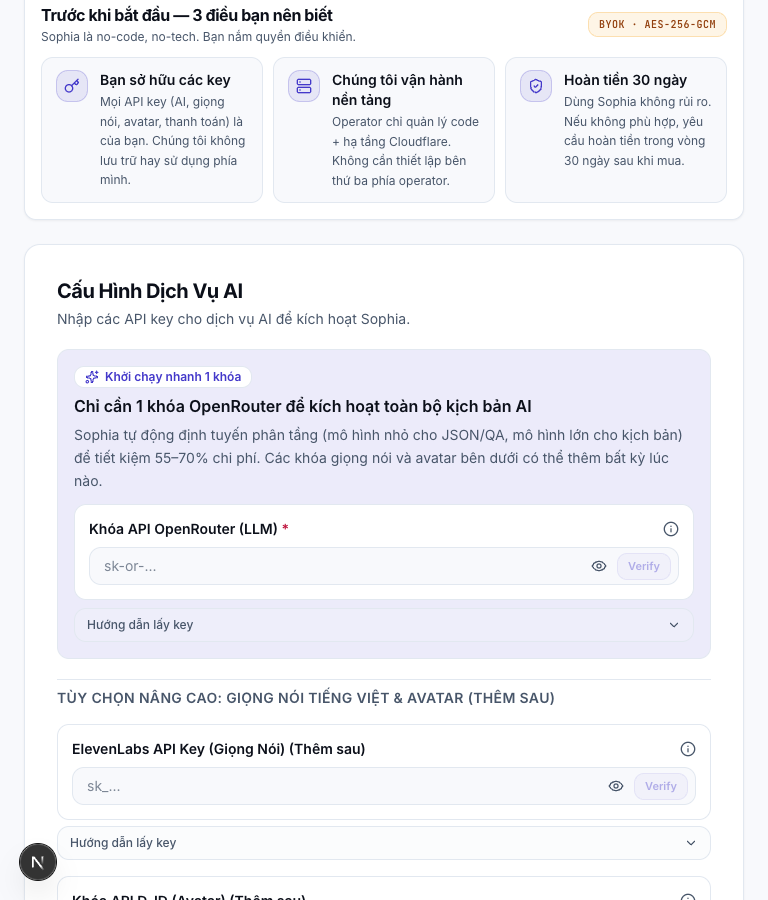 Trước khi bắt đầu — 3 điều bạn nên biết
Sophia là no-code, no-tech. Bạn nắm quyền điều khiển.
BYOK · AES-256-GCM
Bạn sở hữu các key
Mọi API key (AI, giọng
nói, avatar, thanh toán) là
của bạn. Chúng tôi không
lưu trữ hay sử dụng phía
mình.
Chúng tôi vận hành
nền tảng
Operator chỉ quản lý code
+ hạ tầng Cloudflare.
Không cần thiết lập bên
thứ ba phía operator.
Hoàn tiền 30 ngày
Dùng Sophia không rủi ro.
Nếu không phù hợp, yêu
cầu hoàn tiền trong vòng
30 ngày sau khi mua.
Cấu Hình Dịch Vụ AI
Nhập các API key cho dịch vụ AI để kích hoạt Sophia.
Khởi chạy nhanh 1 khóa
Chỉ cần 1 khóa OpenRouter để kích hoạt toàn bộ kịch bản AI
Sophia tự động định tuyến phân tầng (mô hình nhỏ cho JSON/QA, mô hình lớn cho kịch bản)
để tiết kiệm 55–70% chi phí. Các khóa giọng nói và avatar bên dưới có thể thêm bất kỳ lúc
nào.
Khóa API OpenRouter (LLM) *
sk-or-...
Verify
Hướng dẫn lấy key
TÙY CHỌN NÂNG CAO: GIỌNG NÓI TIẾNG VIỆT & AVATAR (THÊM SAU)
ElevenLabs API Key (Giọng Nói) (Thêm sau)
sk_...
Verify
Hướng dẫn lấy key
N
Khóa API D-ID (Avatar) (Thêm sau)